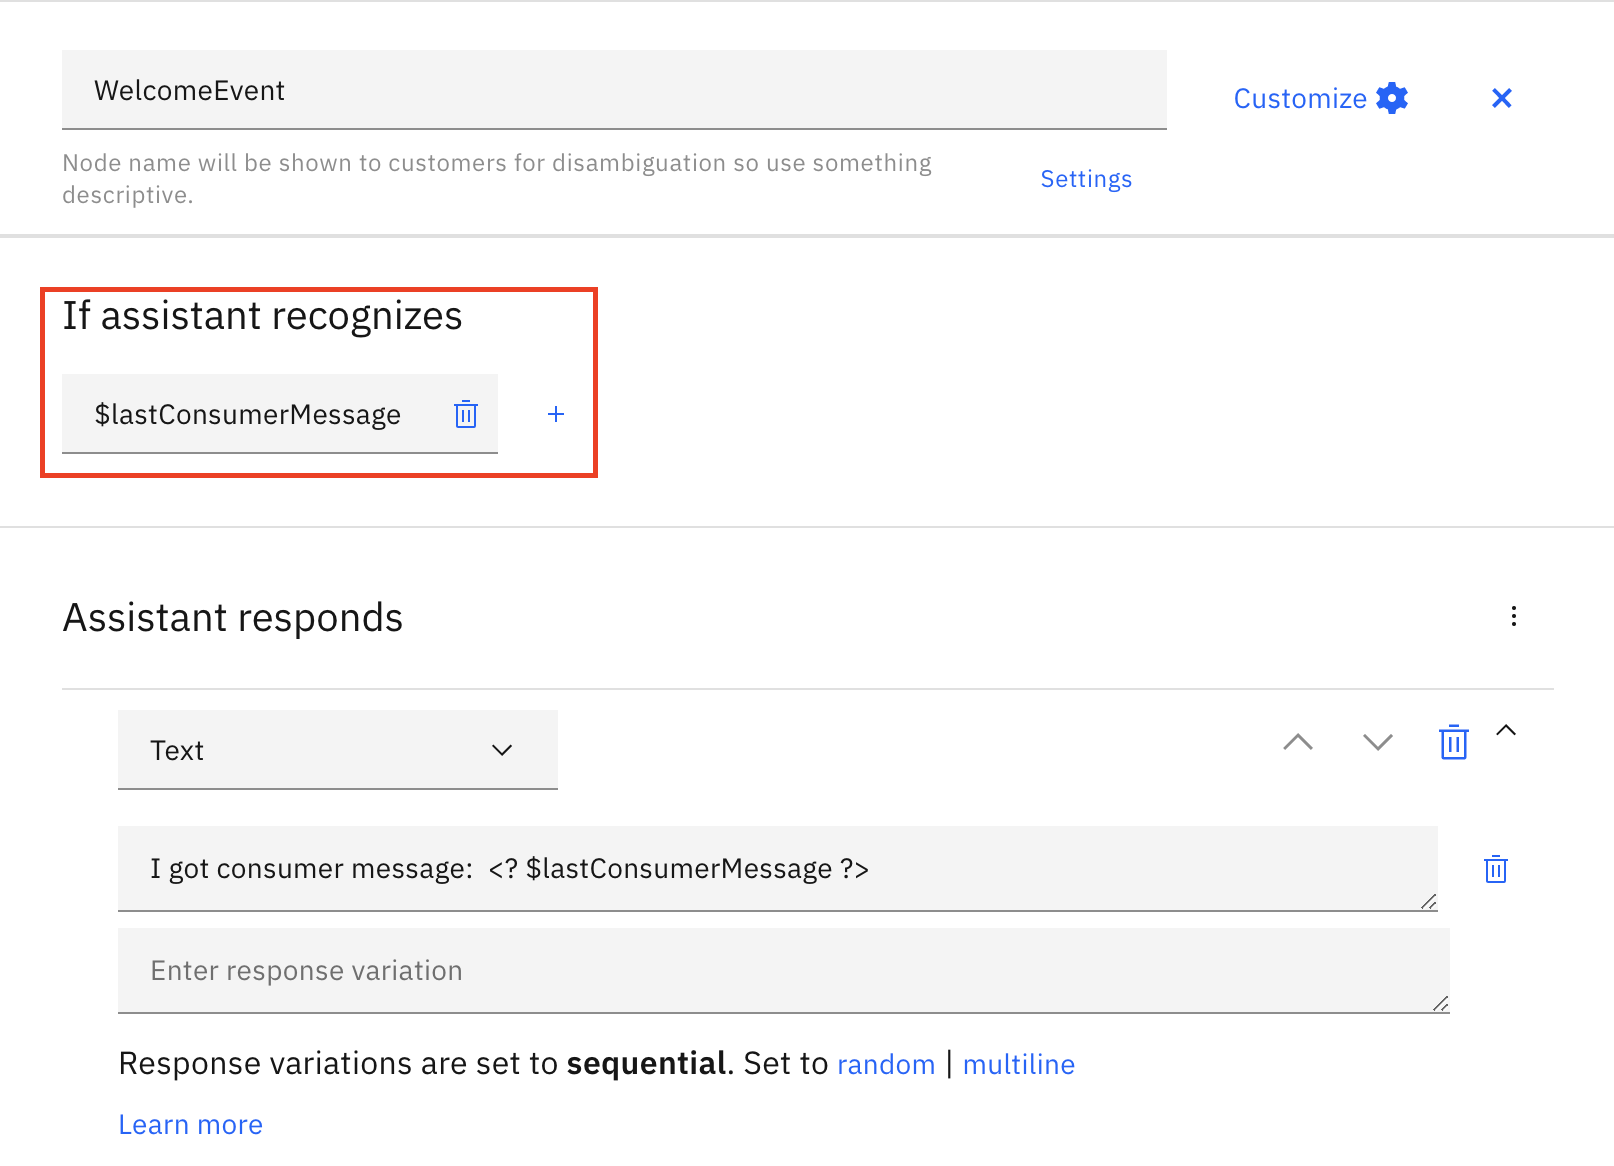 WelcomeEvent
Customize
Node name will be shown to customers for disambiguation so use something
descriptive.
Settings
If assistant recognizes
$lastConsumerMessage
Assistant responds
Text
I got consumer message:  <? $lastConsumerMessage ?>
Enter response variation
Response variations are set to sequential. Set to random | multiline
Learn more